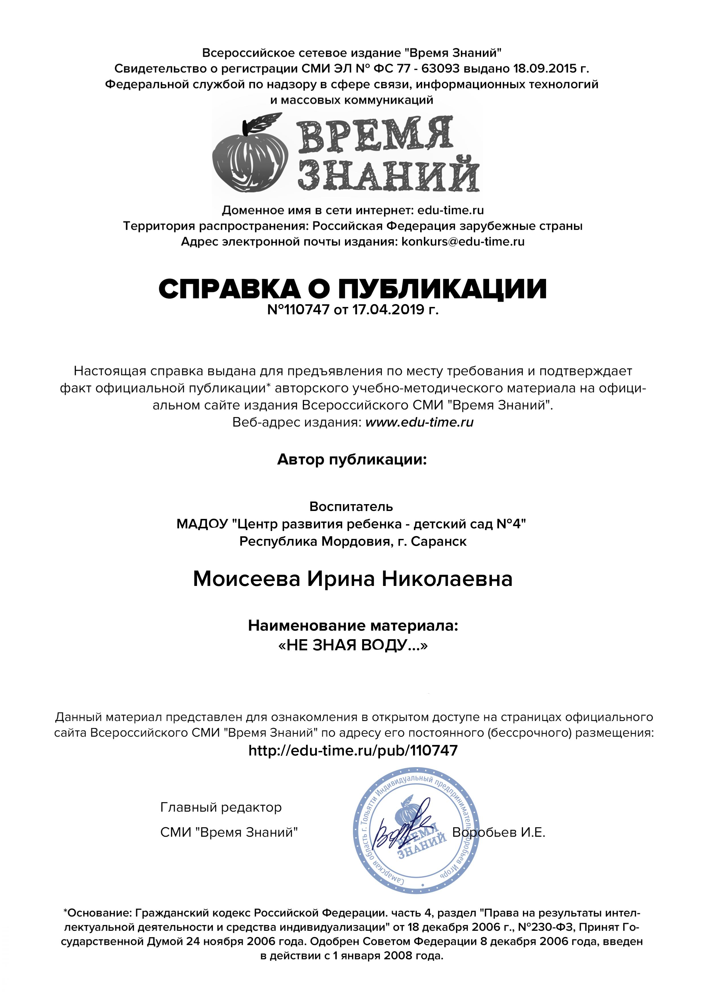 Всероссийское сетевое издание "Время Знаний"
Свидетельство о регистрации СМИ ЭЛ № ФС 77 - 63093 выдано 18.09.2015 г.
Федеральной службой по надзору в сфере связи, информационных технологий
и массовых коммуникаций
ВРЕМЯ
ЗНАНИЙ
Доменное имя в сети интернет: edu-time.ru
Территория распространения: Российская Федерация зарубежные страны
Адрес электронной почты издания: konkurs@edu-time.ru
СПРАВКА О ПУБЛИКАЦИИ
№110747 от 17.04.2019 г.
Настоящая справка выдана для предъявления по месту требования и подтверждает
факт официальной публикации* авторского учебно-методического материала на офици-
альном сайте издания Всероссийского СМИ "Время Знаний".
Веб-адрес издания: www.edu-time.ru
Автор публикации:
Воспитатель
МАДОУ "Центр развития ребенка - детский сад №4"
Республика Мордовия, г. Саранск
Моисеева Ирина Николаевна
Наименование материала:
«НЕ ЗНАЯ ВОДУ...»
Данный материал представлен для ознакомления в открытом доступе на страницах официального
сайта Всероссийского СМИ "Время Знаний" по адресу его постоянного (бессрочного) размещения:
http://edu-time.ru/pub/110747
Главный редактор
СМИ "Время Знаний"
Самарская область г. Тольятти Индивидуальный предприниматель Воробьев Игорь
ВРЕМЯ
ЗНАНИЙ
Воробьев И.Е.
*Основание: Гражданский кодекс Российской Федерации. часть 4, раздел "Права на результаты интел-
лектуальной деятельности и средства индивидуализации" от 18 декабря 2006 г., №230-ФЗ, Принят Го-
сударственной Думой 24 ноября 2006 года. Одобрен Советом Федерации 8 декабря 2006 года, введен
в действии с 1 января 2008 года.